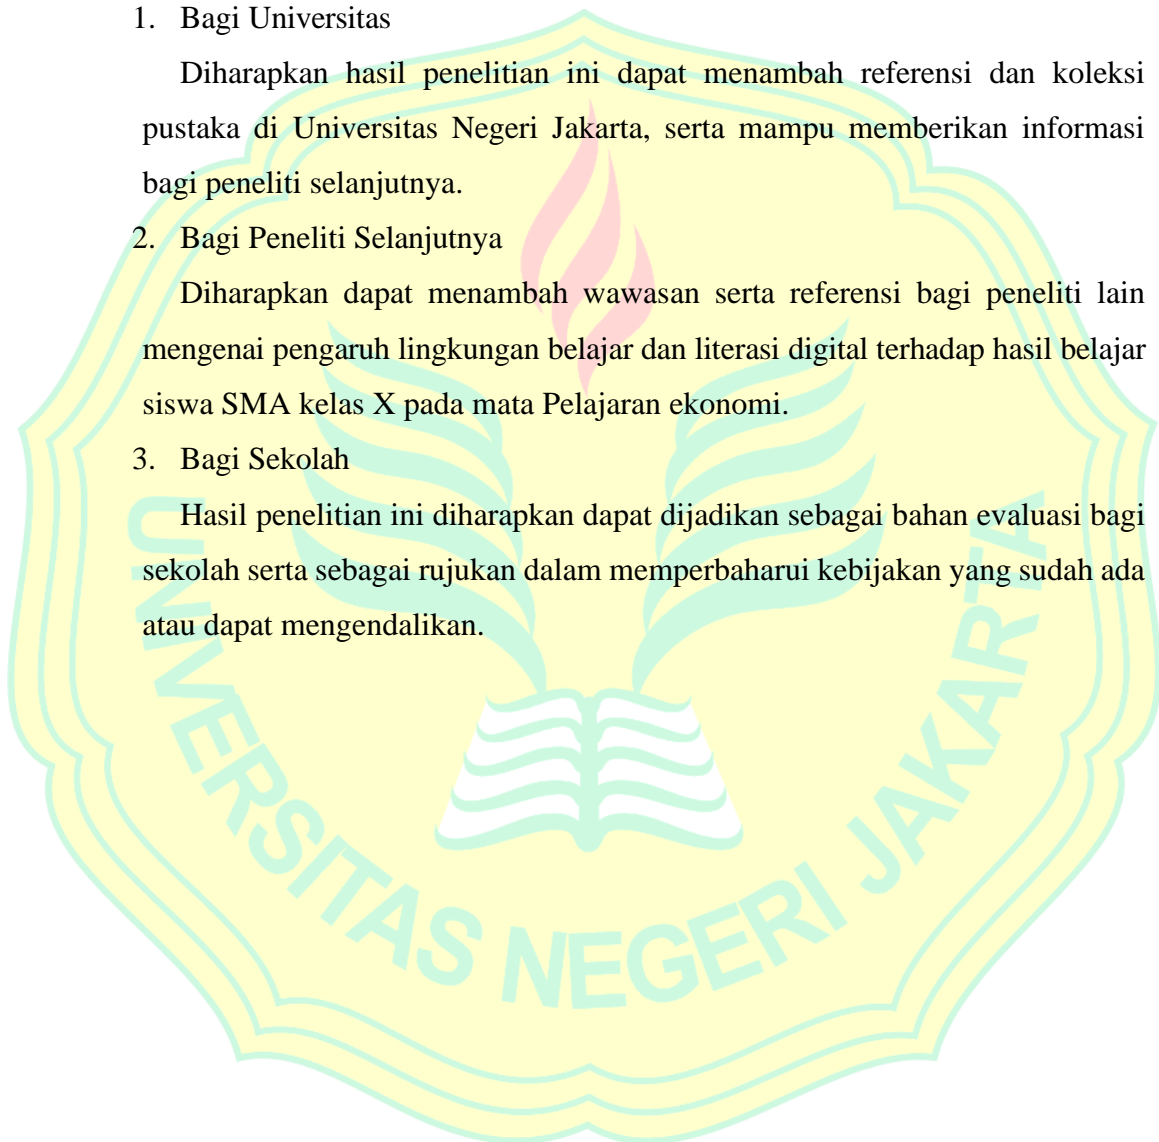 1. Bagi Universitas
Diharapkan hasil penelitian ini dapat menambah referensi dan koleksi
pustaka di Universitas Negeri Jakarta, serta mampu memberikan informasi
bagi peneliti selanjutnya.
2. Bagi Peneliti Selanjutnya
Diharapkan dapat menambah wawasan serta referensi bagi peneliti lain
mengenai pengaruh lingkungan belajar dan literasi digital terhadap hasil belajar
siswa SMA kelas X pada mata Pelajaran ekonomi.
3. Bagi Sekolah
Hasil penelitian ini diharapkan dapat dijadikan sebagai bahan evaluasi bagi
sekolah serta sebagai rujukan dalam memperbaharui kebijakan yang sudah ada
atau dapat mengendalikan.
UNIVERSITAS NEGERI JAKARTA